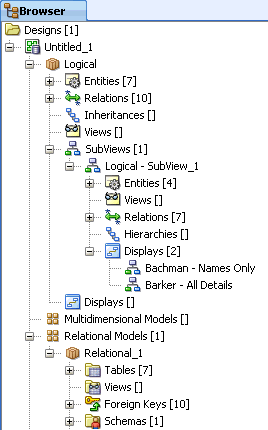 Browser
Designs [1]
Untitled_1
Logical
Entities [7]
Relations [10]
Inheritances []
Views []
SubViews [1]
Logical - SubView_1
Entities [4]
Views []
Relations [7]
Hierarchies []
Displays [2]
Bachman - Names Only
Barker - All Details
Displays []
Multidimensional Models []
Relational Models [1]
Relational_1
Tables [7]
Views []
Foreign Keys [10]
Schemas [1]